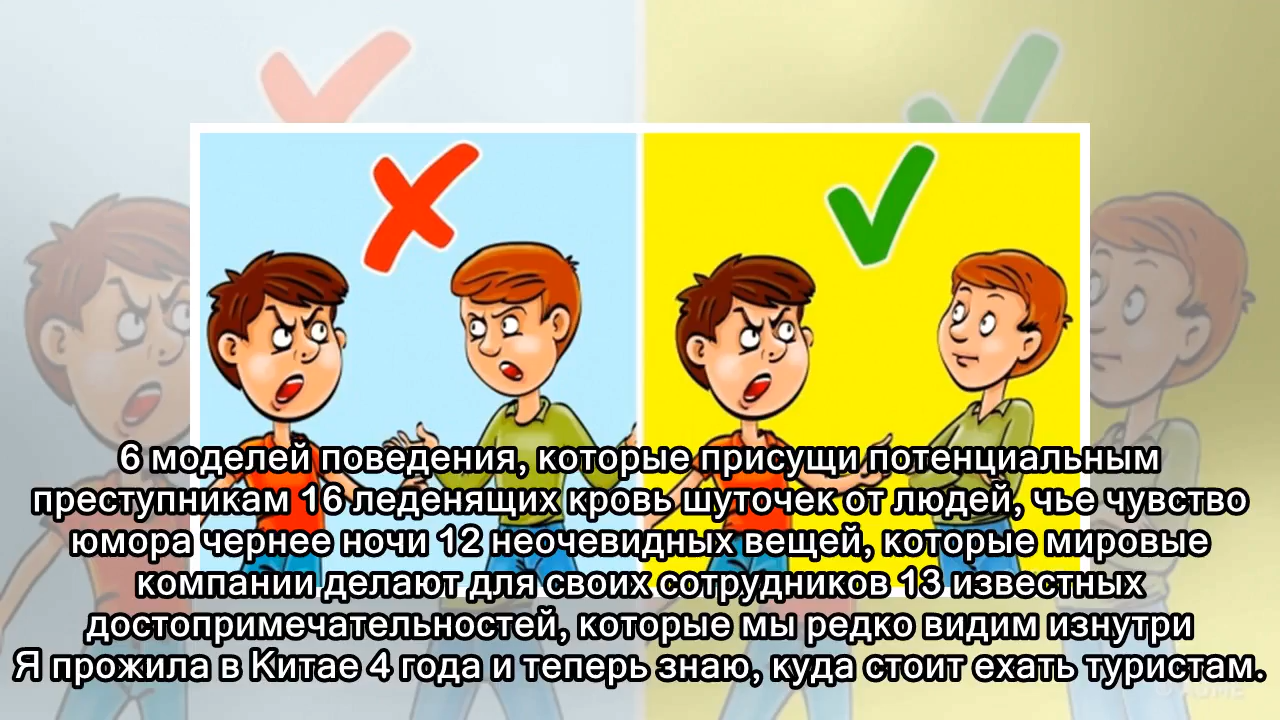 6 моделей поведения, которые присущи потенциальным
преступникам 16 леденящих кровь шуточек от людей, чье чувство
юмора чернее ночи 12 неочевидных вещей, которые мировые
компании делают для своих сотрудников 13 известных
достопримечательностей, которые мы редко видим изнутри
Я прожила в Китае 4 года и теперь знаю, куда стоит ехать туристам.